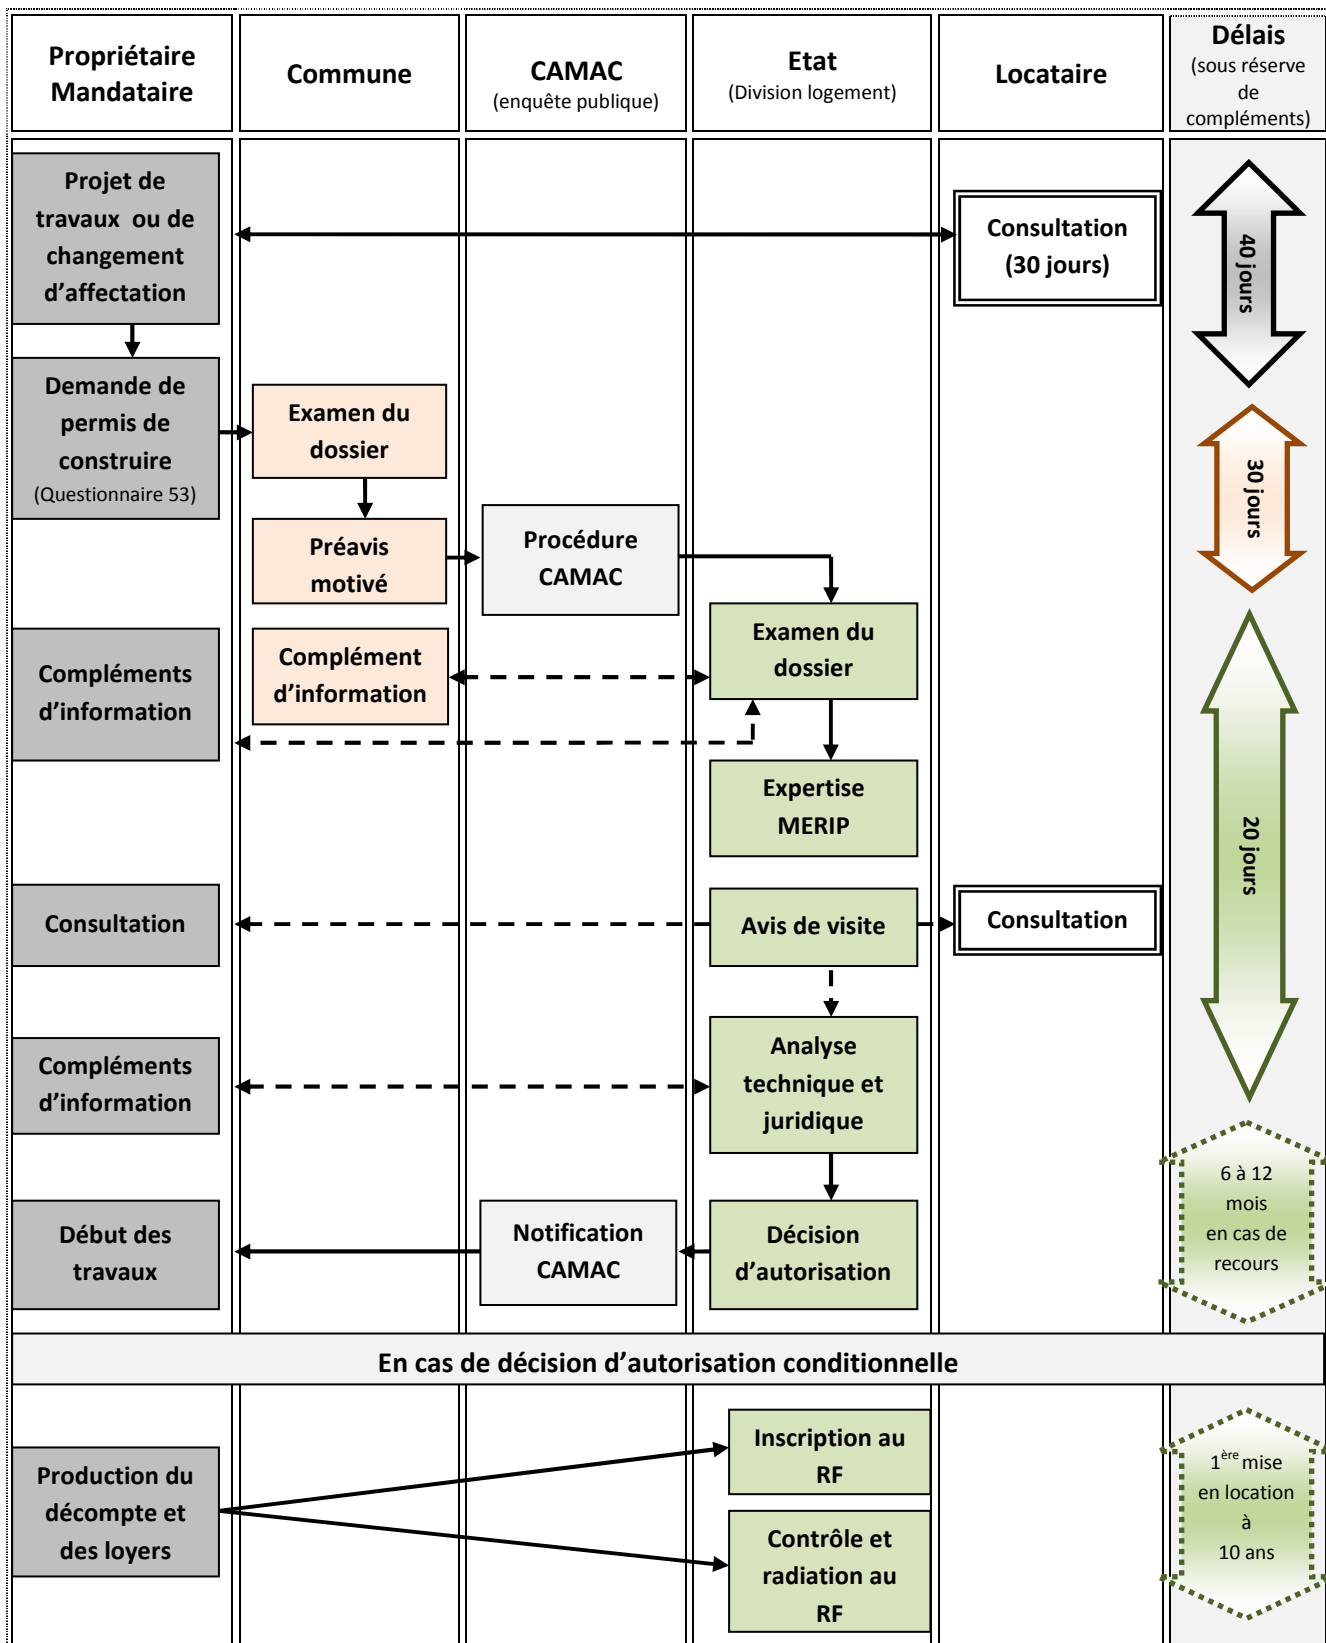 Propriétaire
Mandataire
Commune
CAMAC
(enquête publique)
Etat
(Division logement)
Locataire
Délais
(sous réserve
de
compléments)
Projet de
travaux ou de
changement
d'affectation
Consultation
(30 jours)
40 jours
Demande de
permis de
construire
(Questionnaire 53)
Examen du
dossier
30 jours
Préavis
motivé
Procédure
CAMAC
Compléments
d'information
Complément
d'information
Examen du
dossier
Expertise
MERIP
20 jours
Consultation
Avis de visite
Consultation
Compléments
d'information
Analyse
technique et
juridique
Début des
travaux
Notification
CAMAC
Décision
d'autorisation
6 à 12
mois
en cas de
recours
En cas de décision d'autorisation conditionnelle
Production du
décompte et
des loyers
Inscription au
RF
Contrôle et
radiation au
RF
1ère mise
en location
à
10 ans